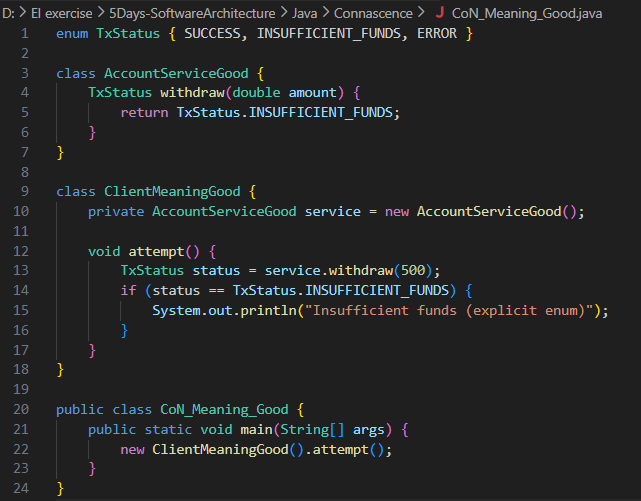 D: > EI exercise > 5Days-SoftwareArchitecture > Java > Connascence > J CoN_Meaning_Good.java
1 enum TxStatus { SUCCESS, INSUFFICIENT_FUNDS, ERROR }
2
3 class AccountServiceGood {
4     TxStatus withdraw(double amount) {
5         return TxStatus.INSUFFICIENT_FUNDS;
6     }
7 }
8
9 class ClientMeaningGood {
10     private AccountServiceGood service = new AccountServiceGood();
11
12     void attempt() {
13         TxStatus status = service.withdraw(500);
14         if (status == TxStatus.INSUFFICIENT_FUNDS) {
15             System.out.println("Insufficient funds (explicit enum)");
16         }
17     }
18 }
19
20 public class CoN_Meaning_Good {
21     public static void main(String[] args) {
22         new ClientMeaningGood().attempt();
23     }
24 }